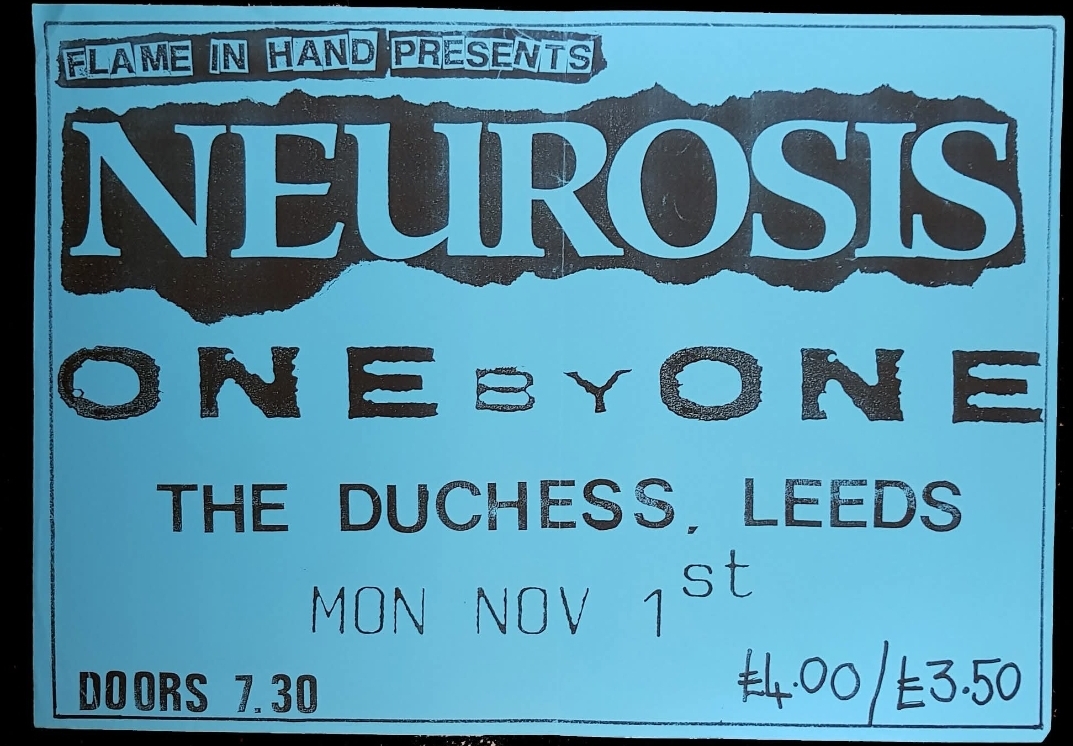 FLAME IN HAND PRESENTS
NEUROSIS
ONE BY ONE
THE DUCHESS, LEEDS
MON NOV 1st
DOORS 7.30
£4.00/£3.50